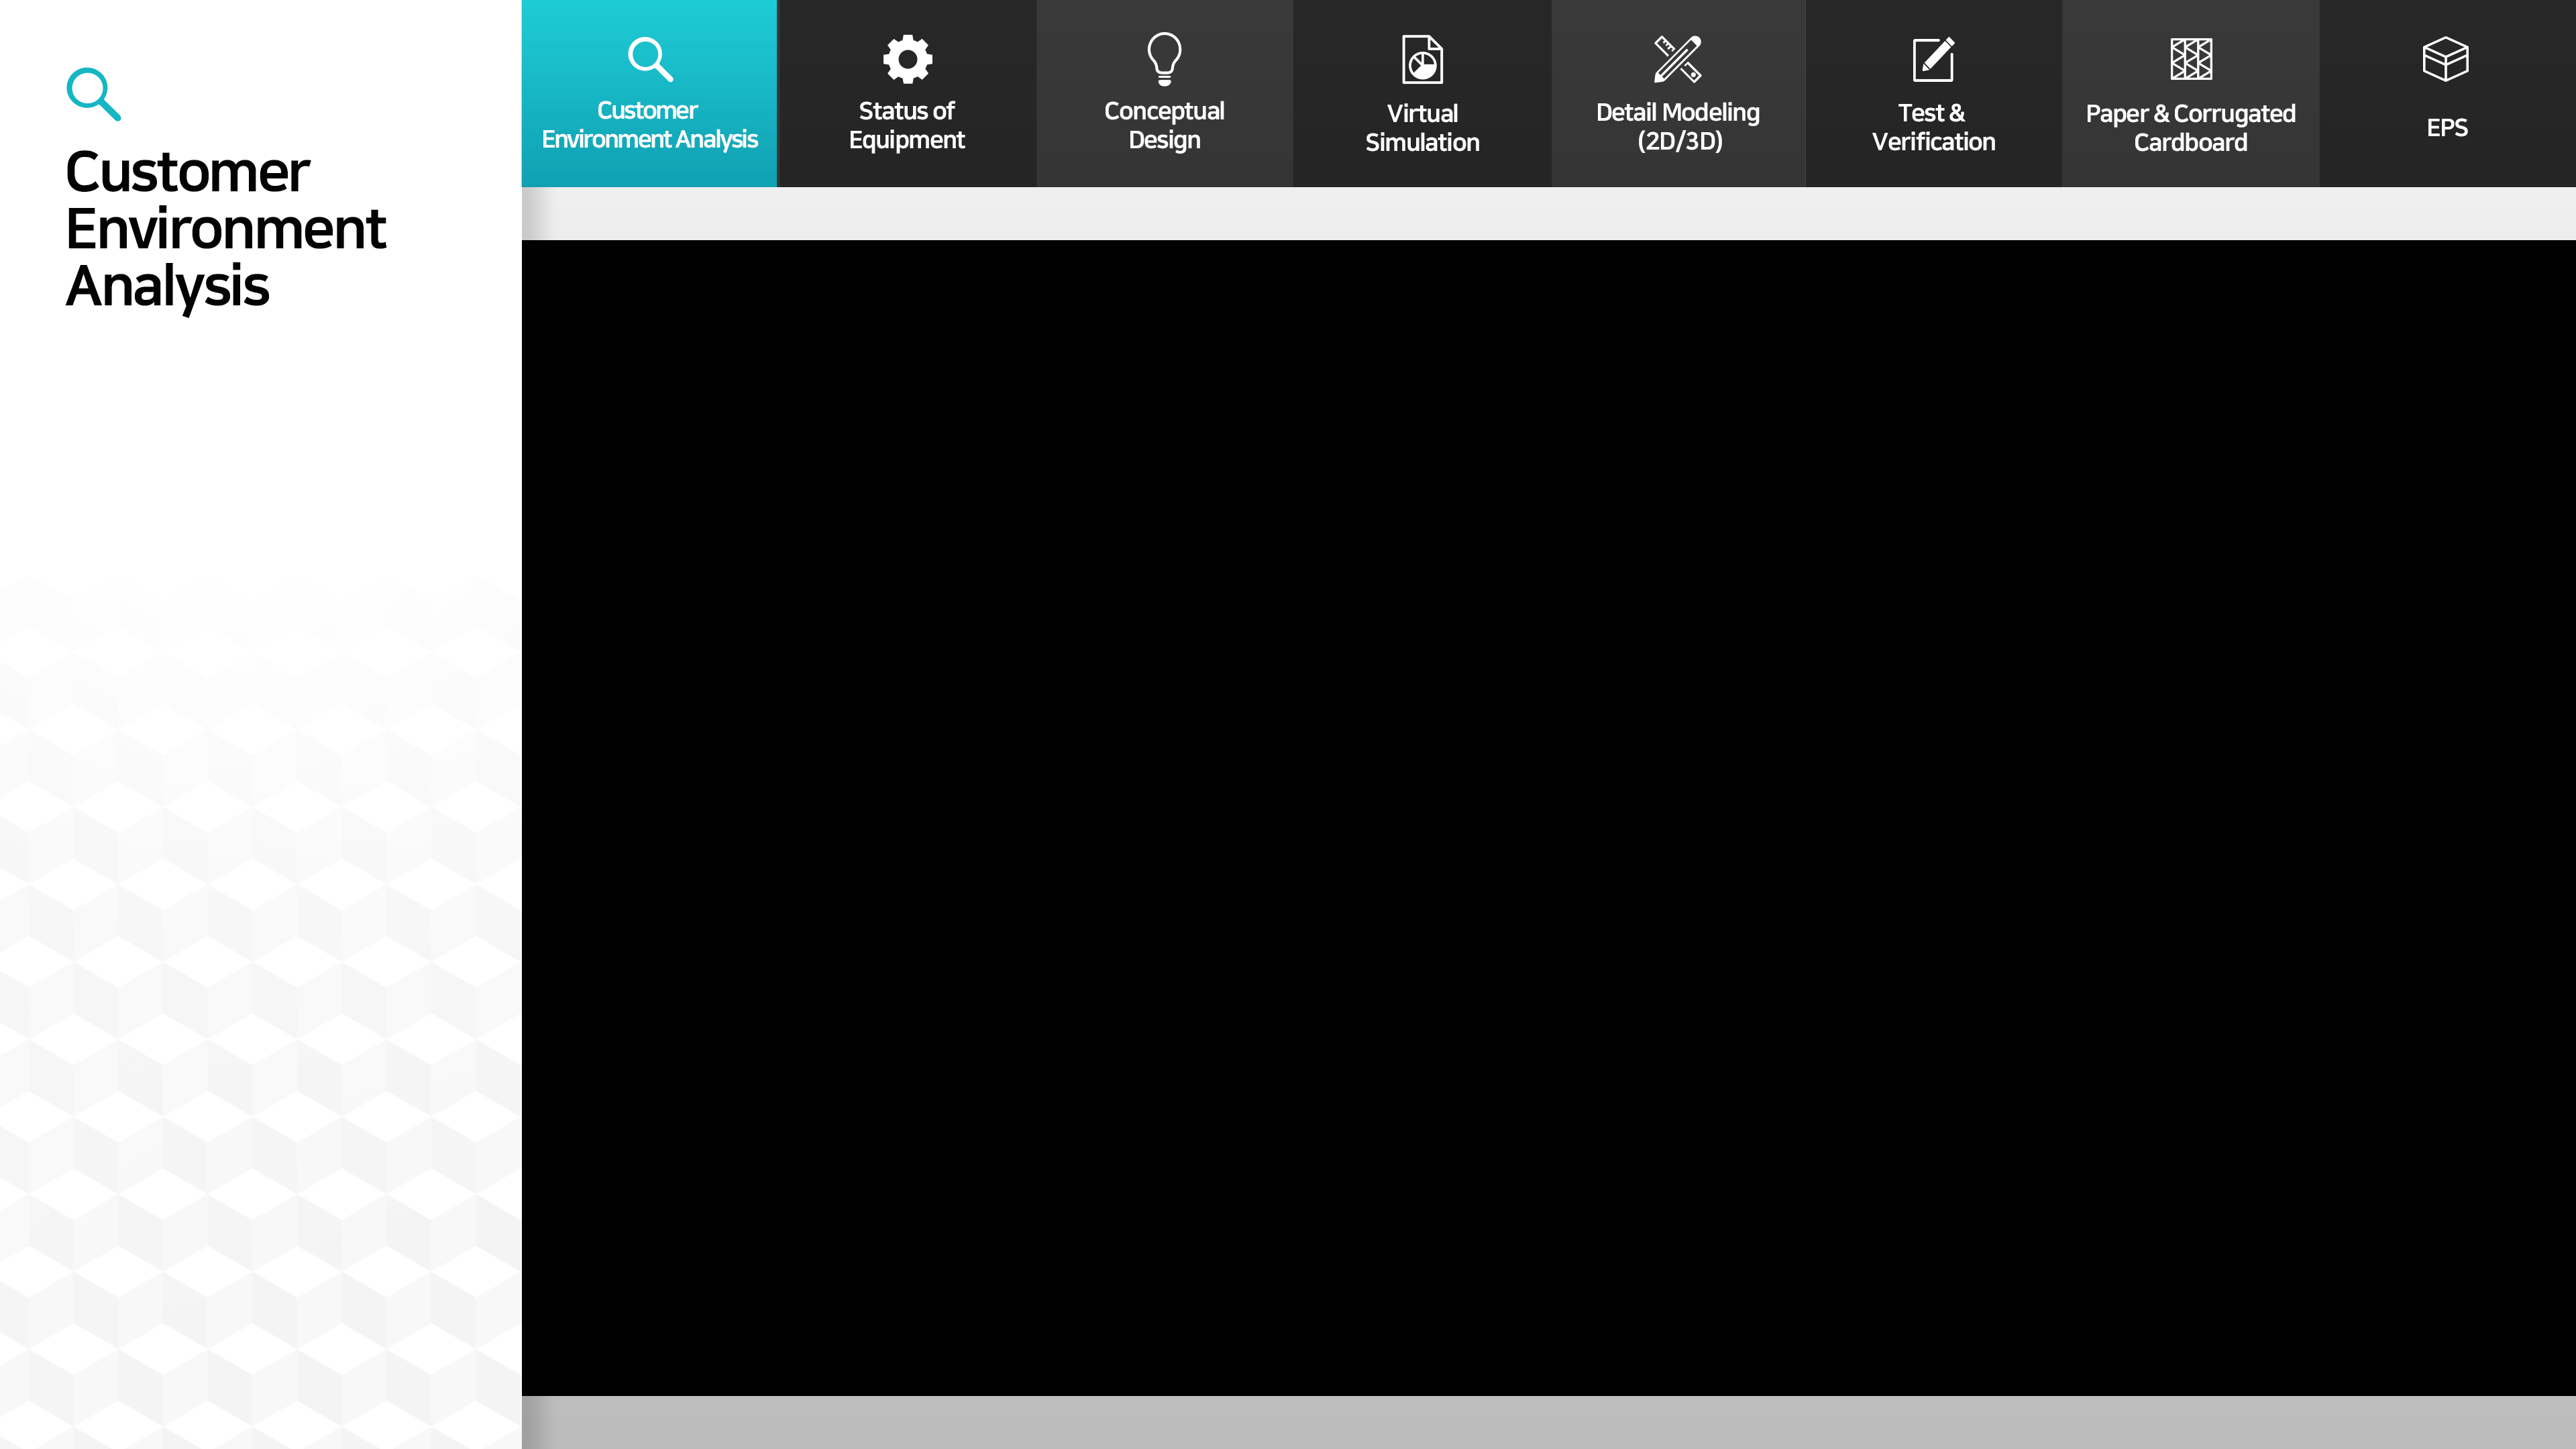 Customer
Environment
Analysis
Customer
Environment Analysis
Status of
Equipment
Conceptual
Design
Virtual
Simulation
Detail Modeling
(2D/3D)
Test &
Verification
Paper & Corrugated
Cardboard
EPS